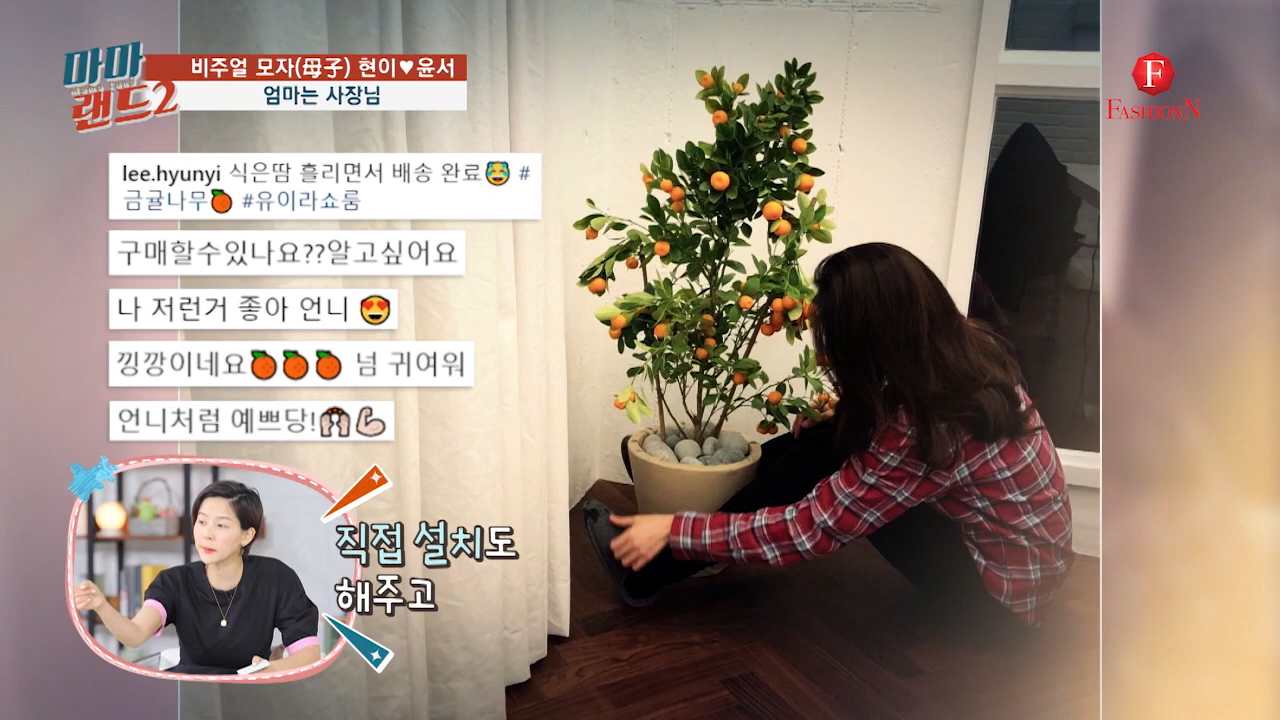 마마
랜드2
비주얼 모자(母子) 현이♥윤서
엄마는 사장님
F
FASHIONN
lee.hyunyi 식은땀 흘리면서 배송 완료😂 #
금귤나무🍊 #유이라쇼룸
구매할수있나요??알고싶어요
나 저런거 좋아 언니 😍
낑깡이네요🍊🍊🍊 넘 귀여워
언니처럼 예쁘당!🙌💪
직접 설치도
해주고